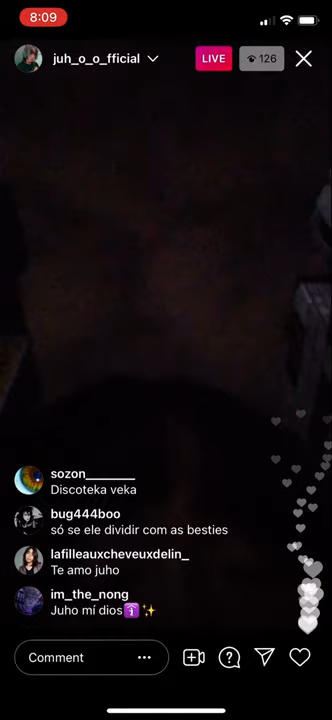 8:09
juh_o_o_fficial
LIVE
126
sozon_______
Discoteka veka
bug444boo
só se ele dividir com as besties
lafilleauxcheveuxdelin_
Te amo juho
im_the_nong
Juho mí dios🛐✨
Comment